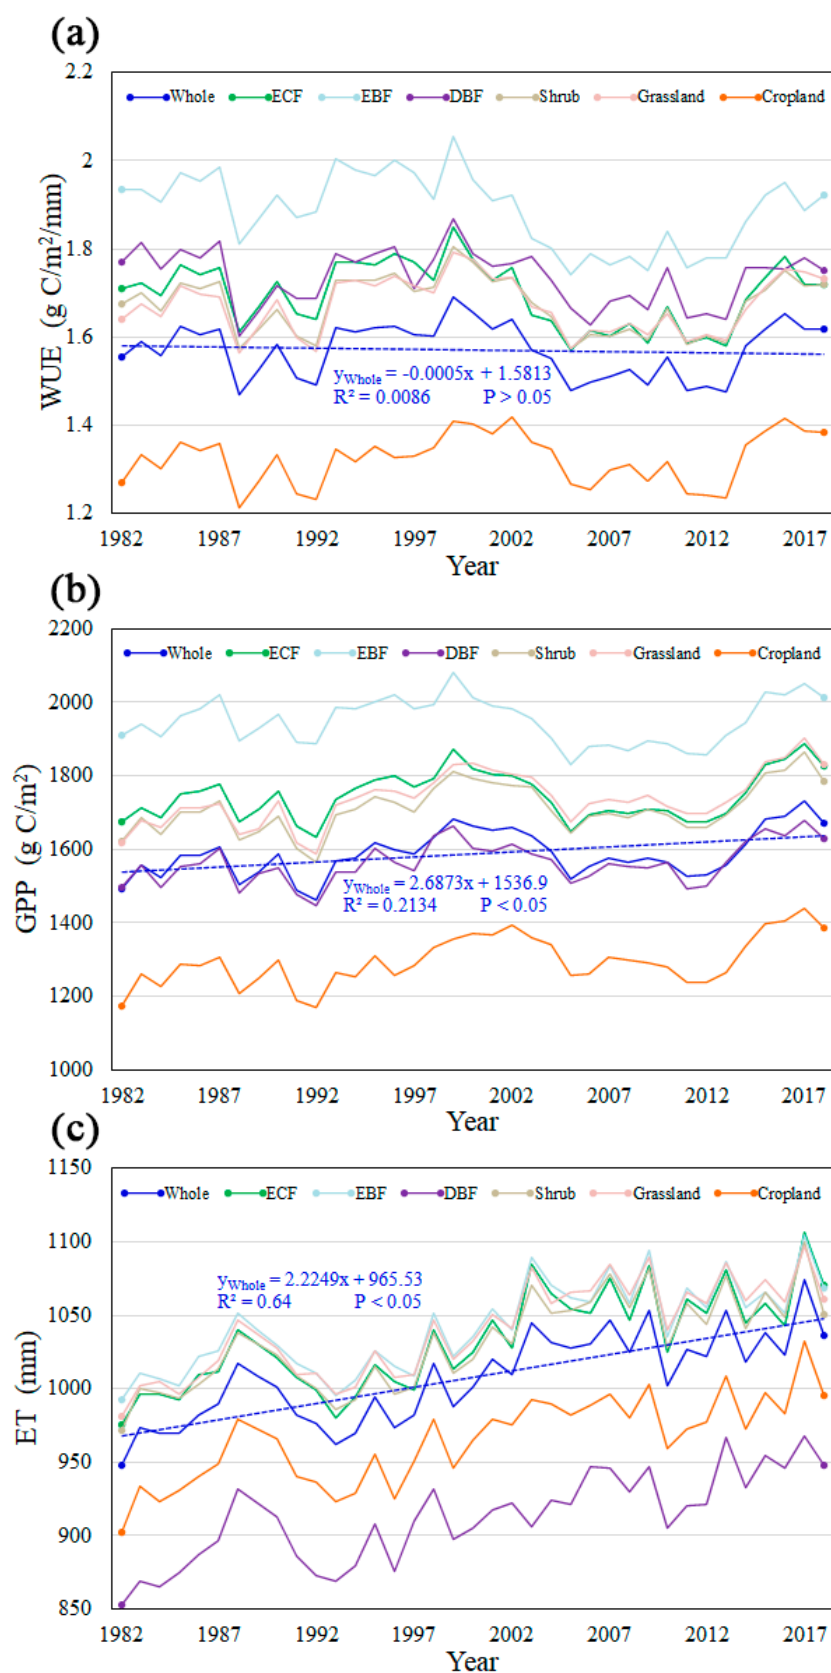 (a)
2.2
Whole ECF EBF DBF Shrub Grassland Cropland
2
1.8
1.6
1.4
1.2
WUE (g C/m²/mm)
yWhole = -0.0005x + 1.5813
R² = 0.0086 P > 0.05
1982 1987 1992 1997 2002 2007 2012 2017
Year
(b)
2200
Whole ECF EBF DBF Shrub Grassland Cropland
2000
1800
1600
1400
1200
1000
GPP (g C/m²)
yWhole = 2.6873x + 1536.9
R² = 0.2134 P < 0.05
1982 1987 1992 1997 2002 2007 2012 2017
Year
(c)
1150
Whole ECF EBF DBF Shrub Grassland Cropland
1100
1050
1000
950
900
850
ET (mm)
yWhole = 2.2249x + 965.53
R² = 0.64 P < 0.05
1982 1987 1992 1997 2002 2007 2012 2017
Year